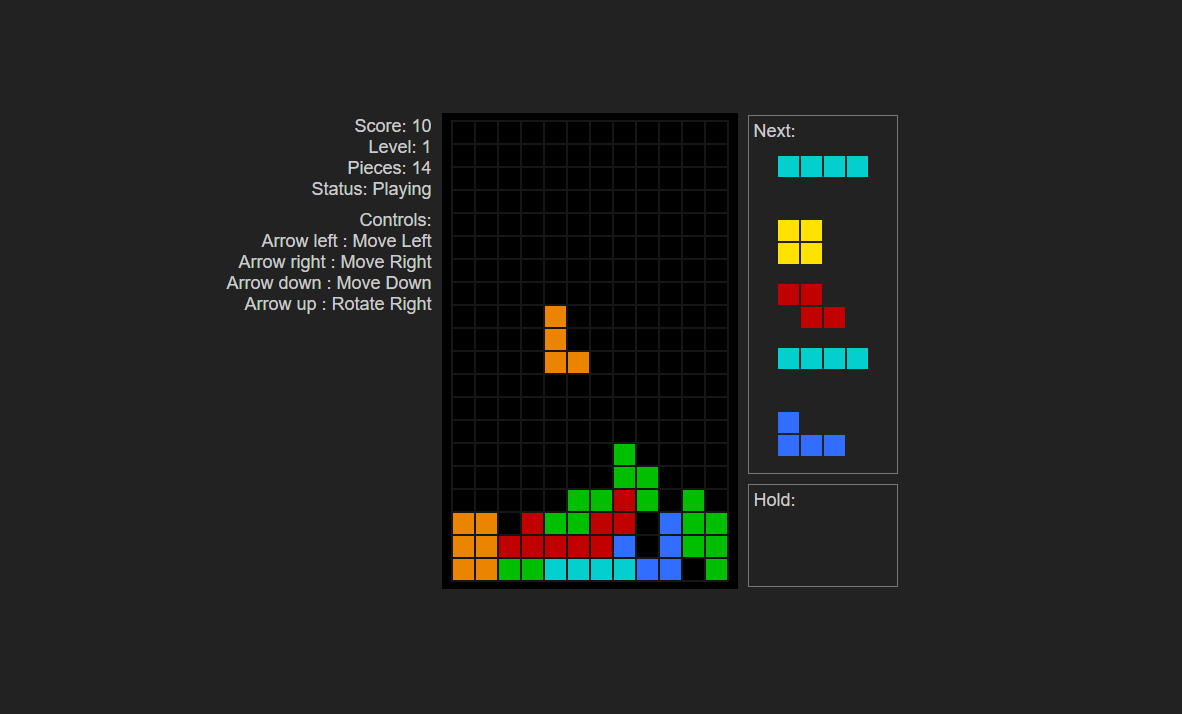 Score: 10
Level: 1
Pieces: 14
Status: Playing
Controls:
Arrow left : Move Left
Arrow right : Move Right
Arrow down : Move Down
Arrow up : Rotate Right
Next:
Hold: